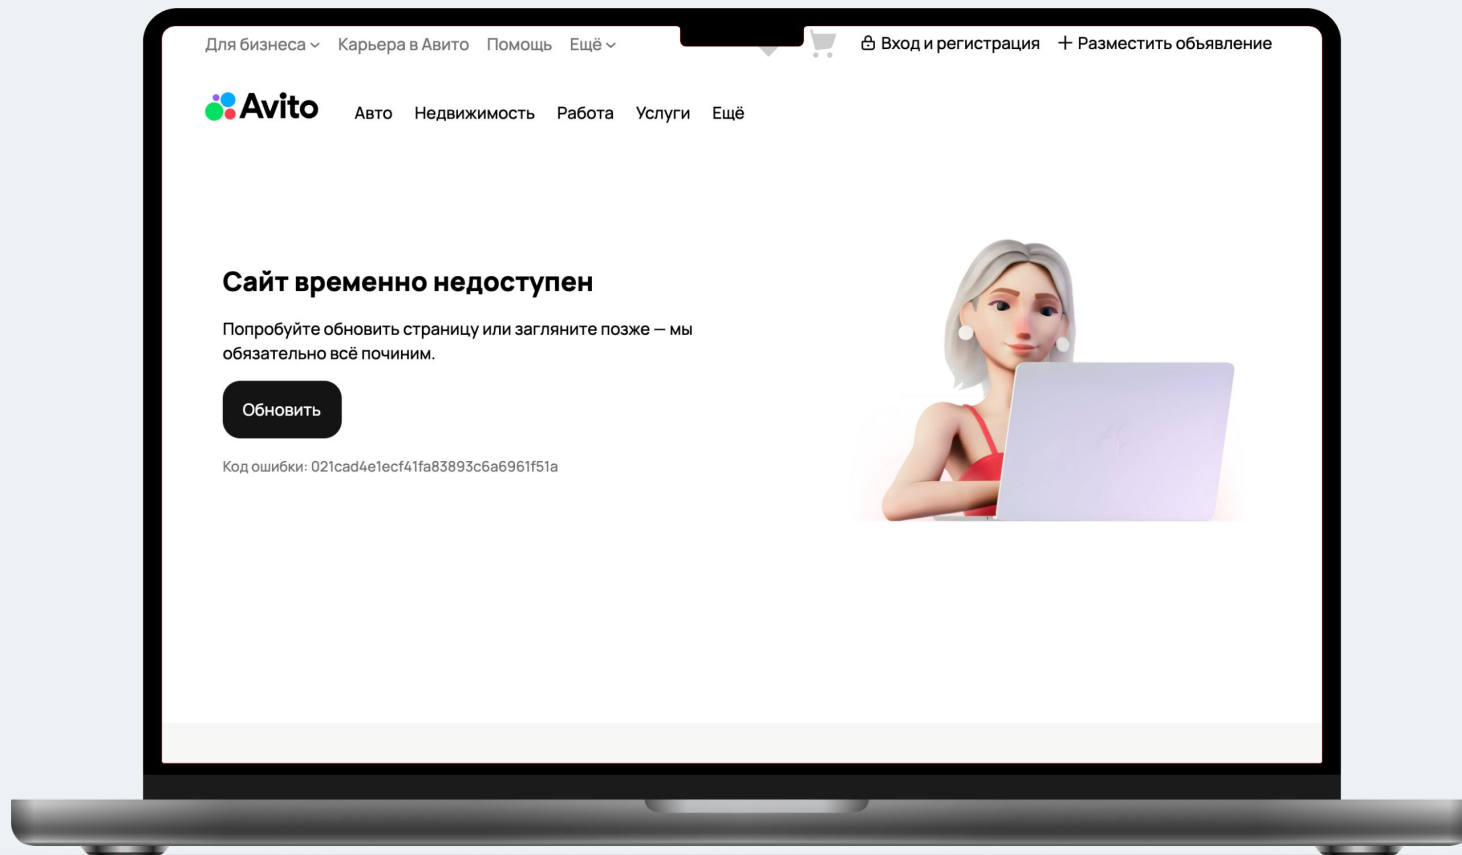 Для бизнеса Карьера в Авито Помощь Ещё Вход и регистрация + Разместить объявление
Avito Авто Недвижимость Работа Услуги Ещё
Сайт временно недоступен
Попробуйте обновить страницу или загляните позже — мы
обязательно всё починим.
Обновить
Код ошибки: 021cad4e1ecf41fa83893c6a6961f51a